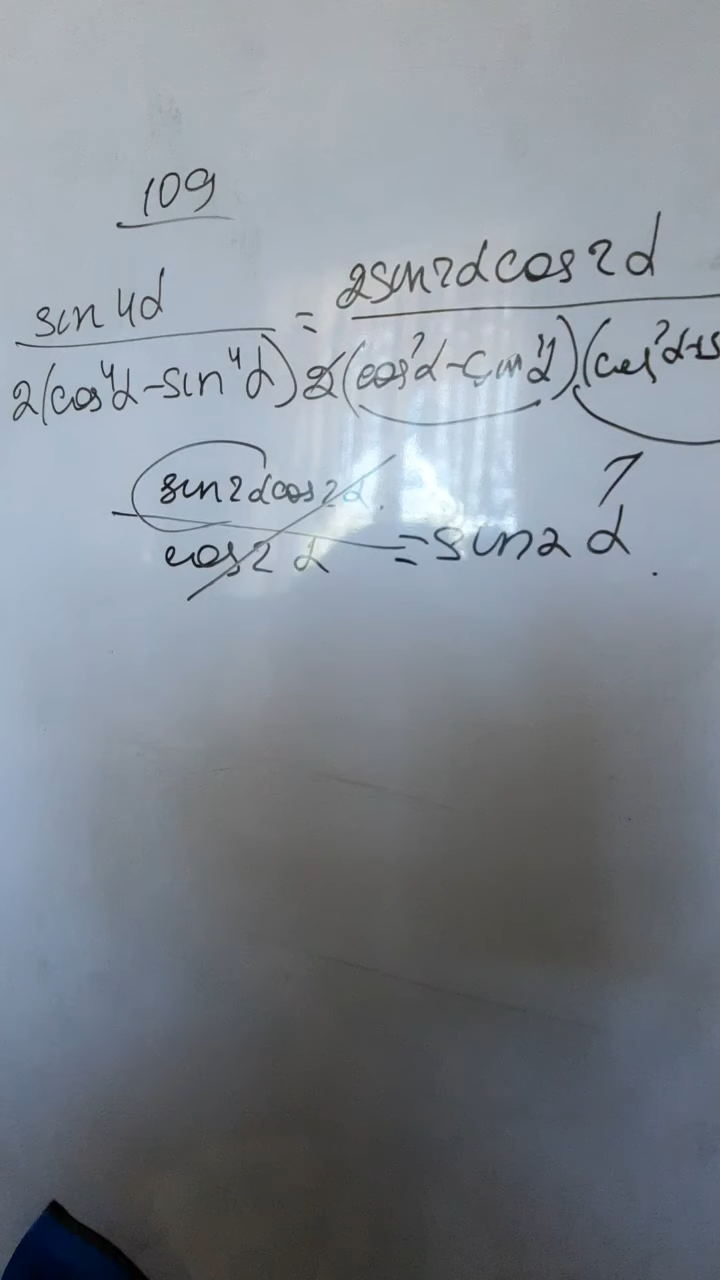 109
sin 4α / 2(cos⁴α - sin⁴α) = 2sin2αcos2α / 2(cos²α - sin²α)(cos²α+s
sin2αcos2α / cos2α = sin2α.